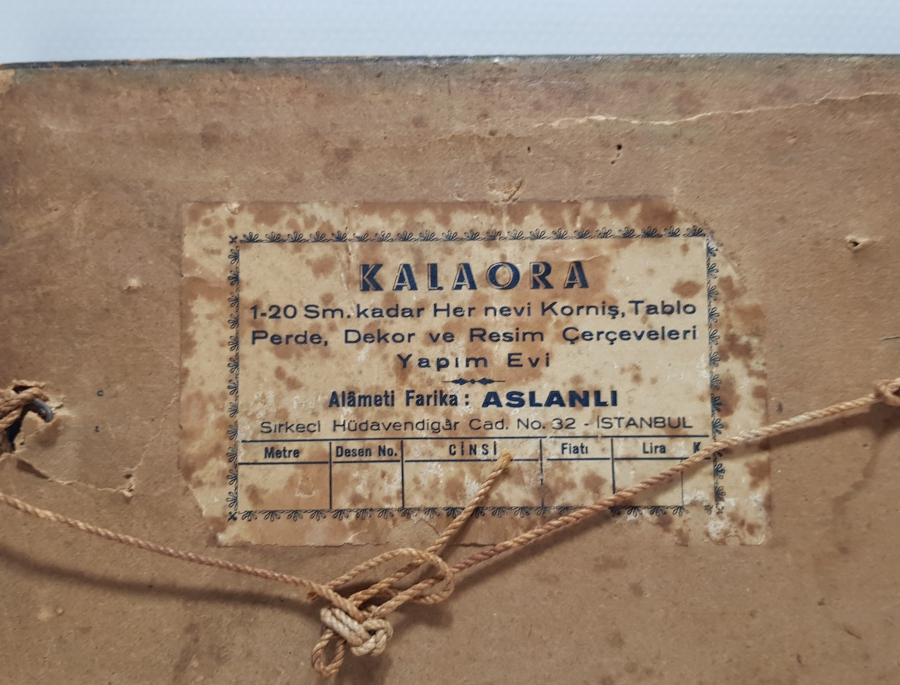 KALAORA
1-20 Sm. kadar Her nevi Korniş, Tablo
Perde, Dekor ve Resim Çerçeveleri
Yapım Evi
Alâmeti Farika : ASLANLI
Sırkeçi Hüdavendigâr Cad. No. 32 - İSTANBUL
Metre Desen No. CİNSİ Fiatı Lira K